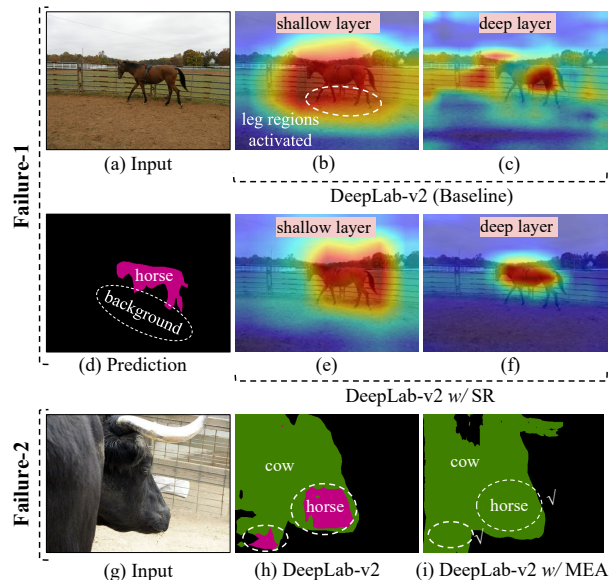 Failure-1
shallow layer
deep layer
leg regions
activated
(a) Input
(b)
(c)
DeepLab-v2 (Baseline)
horse
background
shallow layer
deep layer
(d) Prediction
(e)
(f)
DeepLab-v2 w/ SR
Failure-2
cow
horse
cow
horse
√
√
(g) Input
(h) DeepLab-v2
(i) DeepLab-v2 w/ MEA